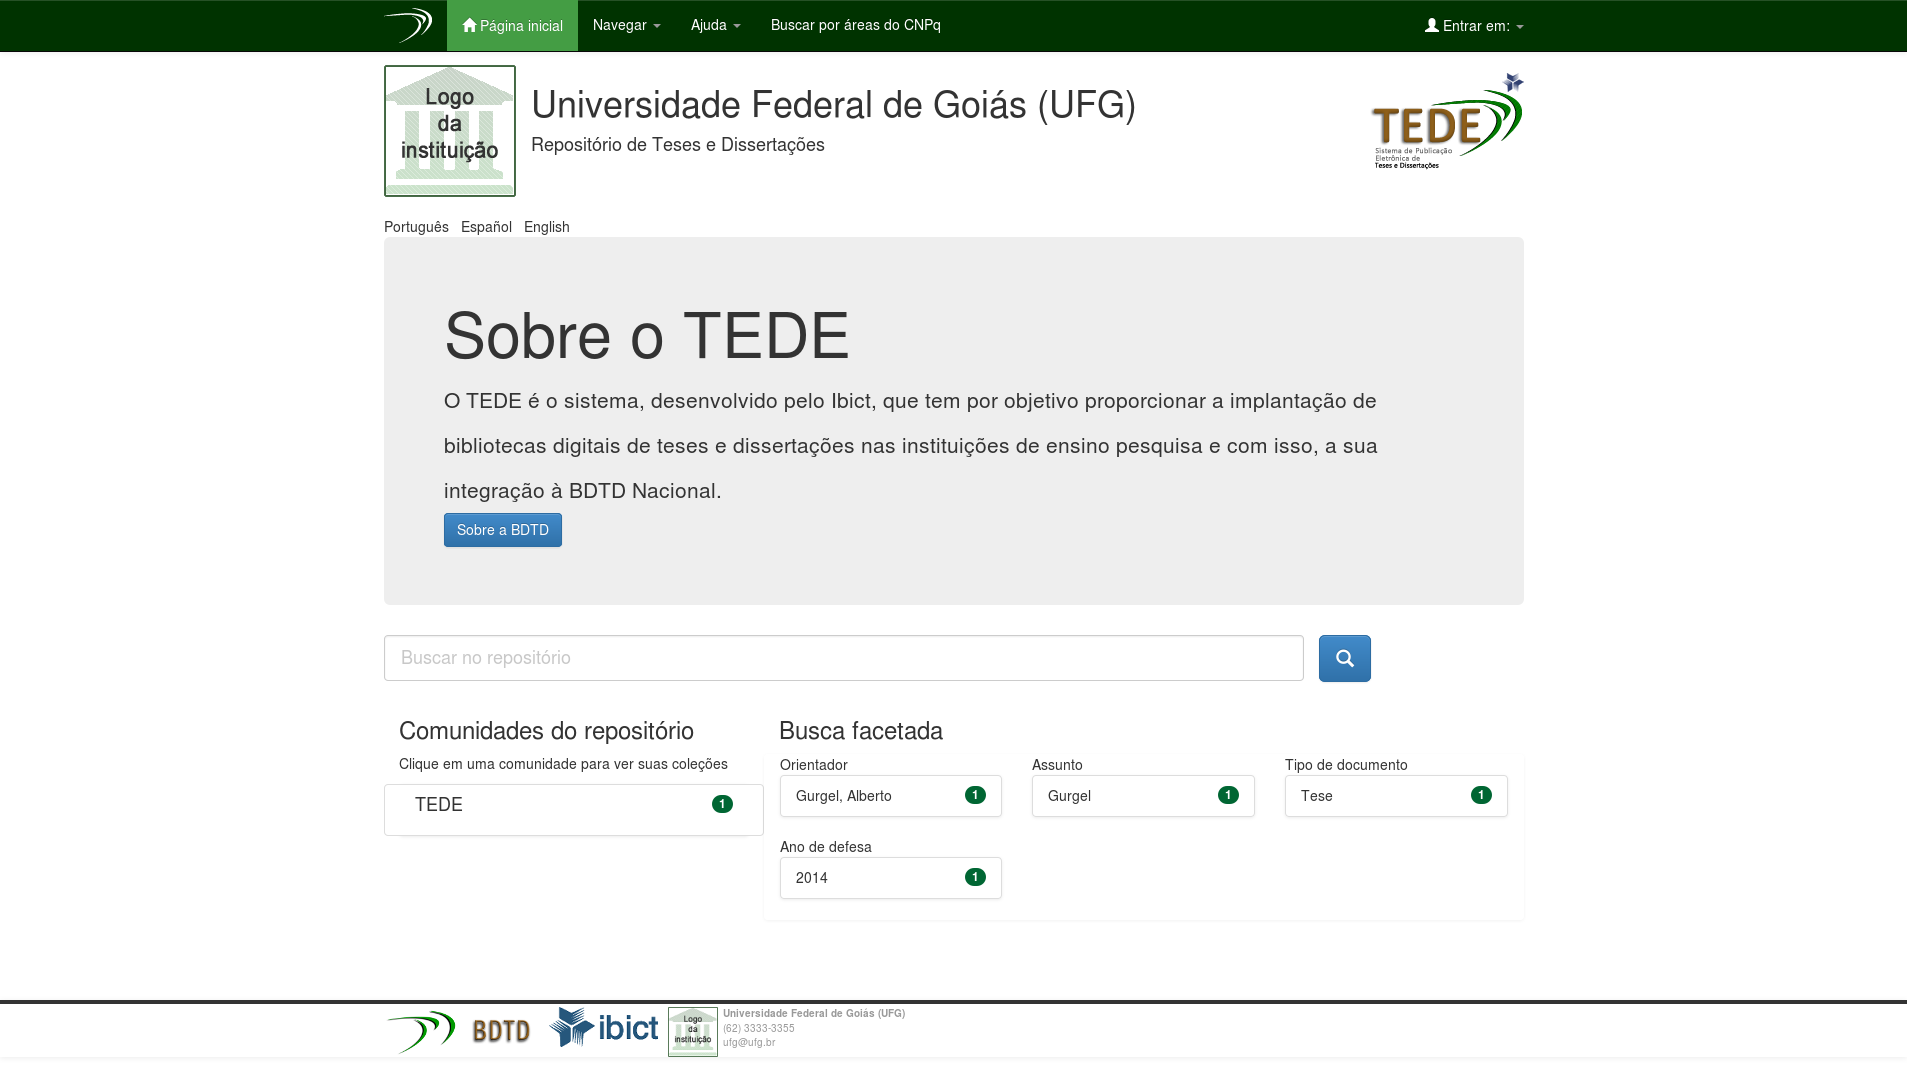 Página inicial Navegar Ajuda Buscar por áreas do CNPq Entrar em:
Logo
da
instituição
Universidade Federal de Goiás (UFG)
Repositório de Teses e Dissertações
TEDE
Sistema de Publicação
Eletrônica de
Teses e Dissertações
Português Español English
Sobre o TEDE
O TEDE é o sistema, desenvolvido pelo Ibict, que tem por objetivo proporcionar a implantação de
bibliotecas digitais de teses e dissertações nas instituições de ensino pesquisa e com isso, a sua
integração à BDTD Nacional.
Sobre a BDTD
Buscar no repositório
Comunidades do repositório
Clique em uma comunidade para ver suas coleções
TEDE 1
Busca facetada
Orientador
Gurgel, Alberto 1
Assunto
Gurgel 1
Tipo de documento
Tese 1
Ano de defesa
2014 1
BDTD
ibict
Logo
da
instituição
Universidade Federal de Goiás (UFG)
(62) 3333-3355
ufg@ufg.br